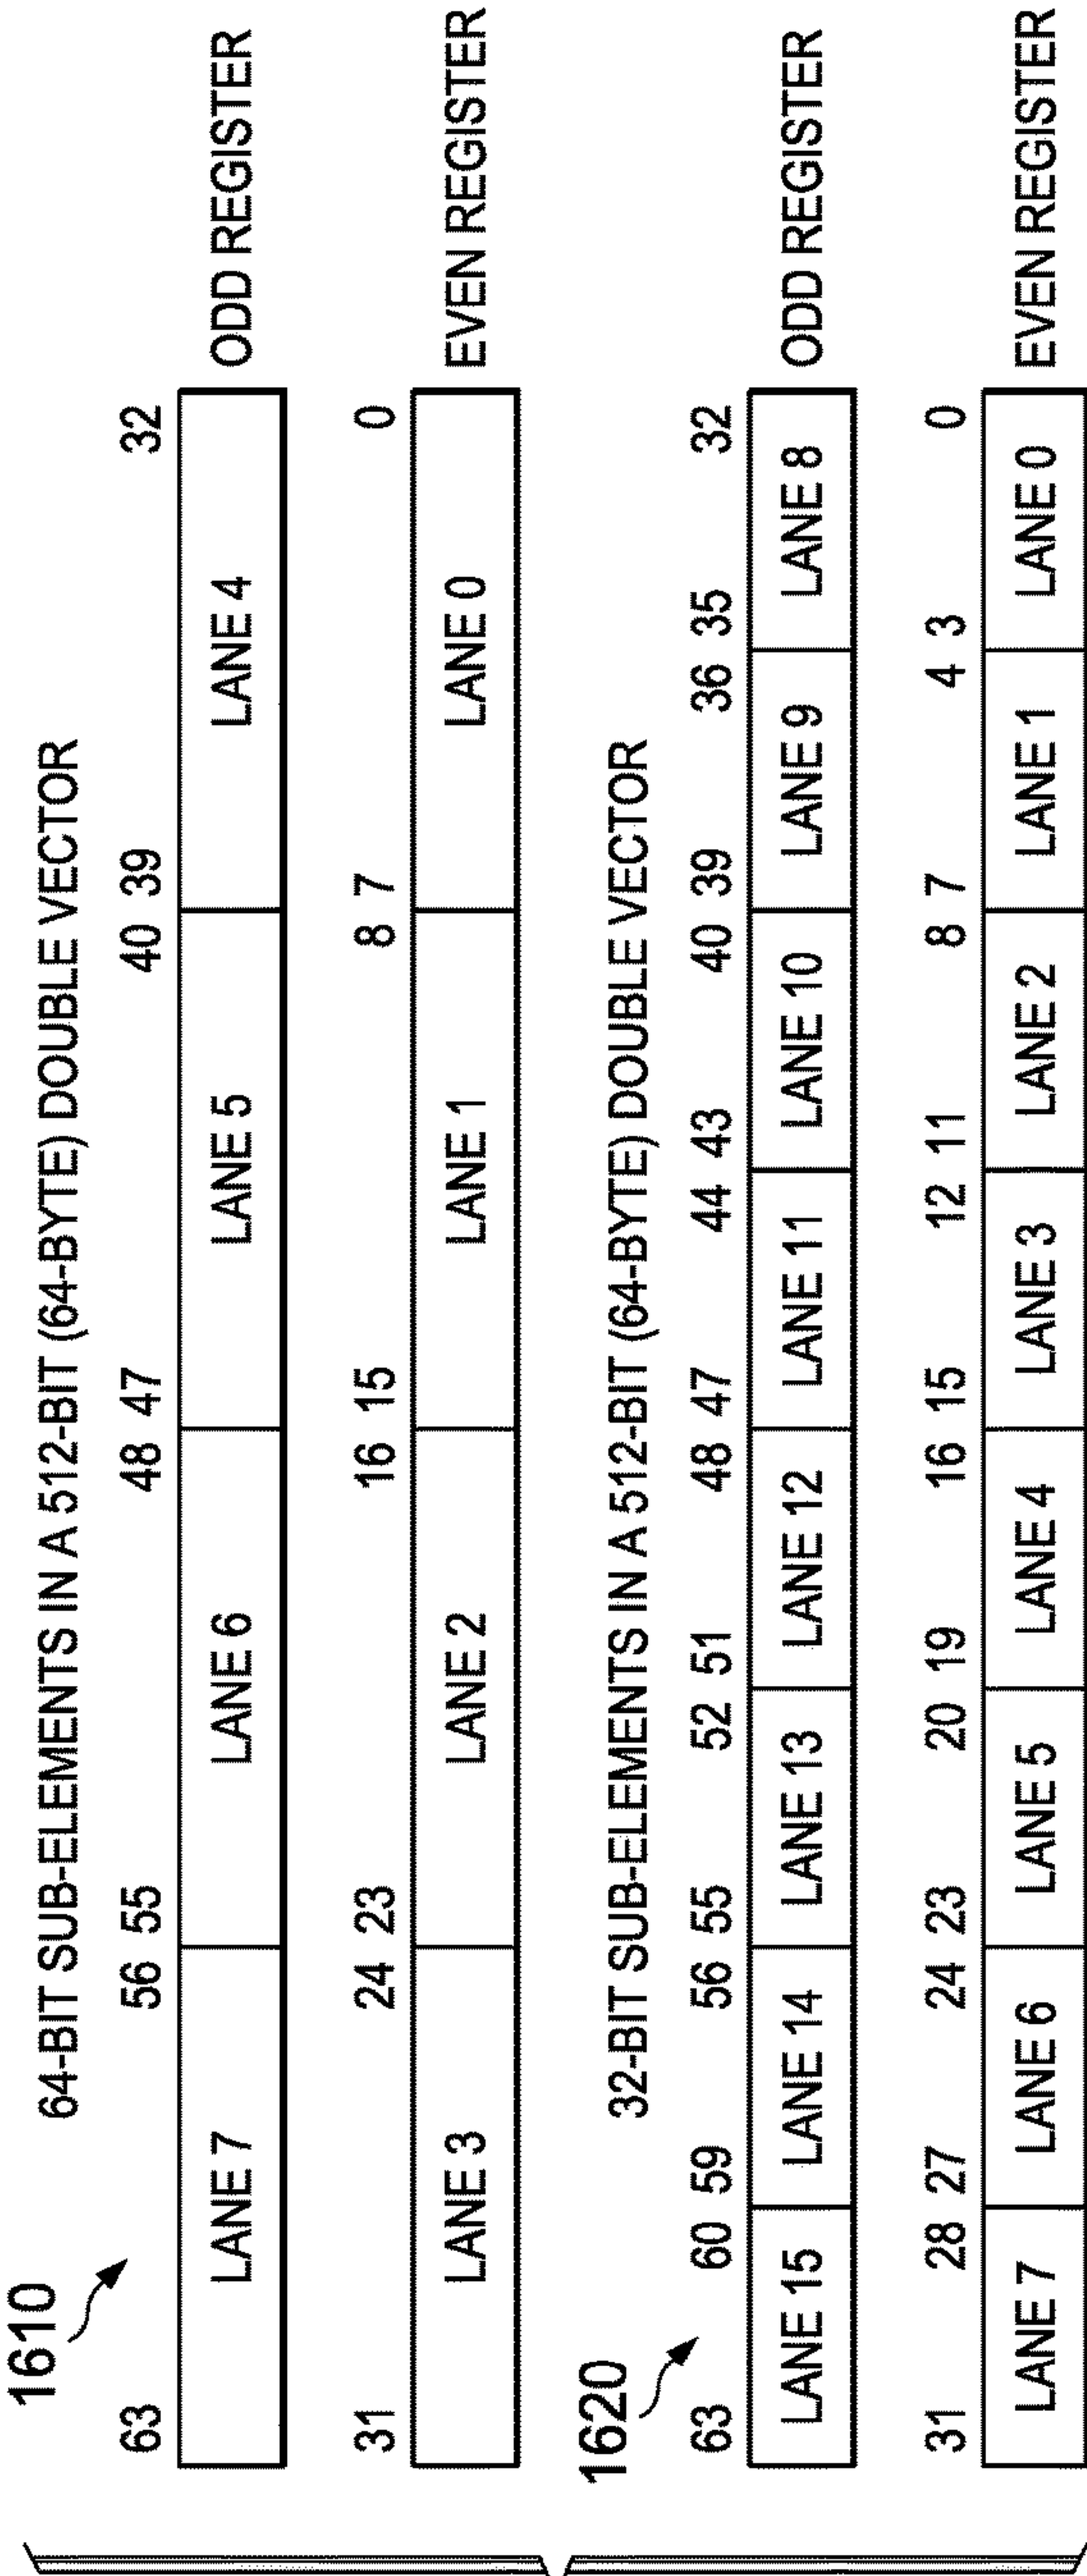 1610
64-BIT SUB-ELEMENTS IN A 512-BIT (64-BYTE) DOUBLE VECTOR
63 56 55 48 47 40 39 32
LANE 7 LANE 6 LANE 5 LANE 4 ODD REGISTER
31 24 23 16 15 8 7 0
LANE 3 LANE 2 LANE 1 LANE 0 EVEN REGISTER
1620
32-BIT SUB-ELEMENTS IN A 512-BIT (64-BYTE) DOUBLE VECTOR
63 60 59 56 55 52 51 48 47 44 43 40 39 36 35 32
LANE 15 LANE 14 LANE 13 LANE 12 LANE 11 LANE 10 LANE 9 LANE 8 ODD REGISTER
31 28 27 24 23 20 19 16 15 12 11 8 7 4 3 0
LANE 7 LANE 6 LANE 5 LANE 4 LANE 3 LANE 2 LANE 1 LANE 0 EVEN REGISTER